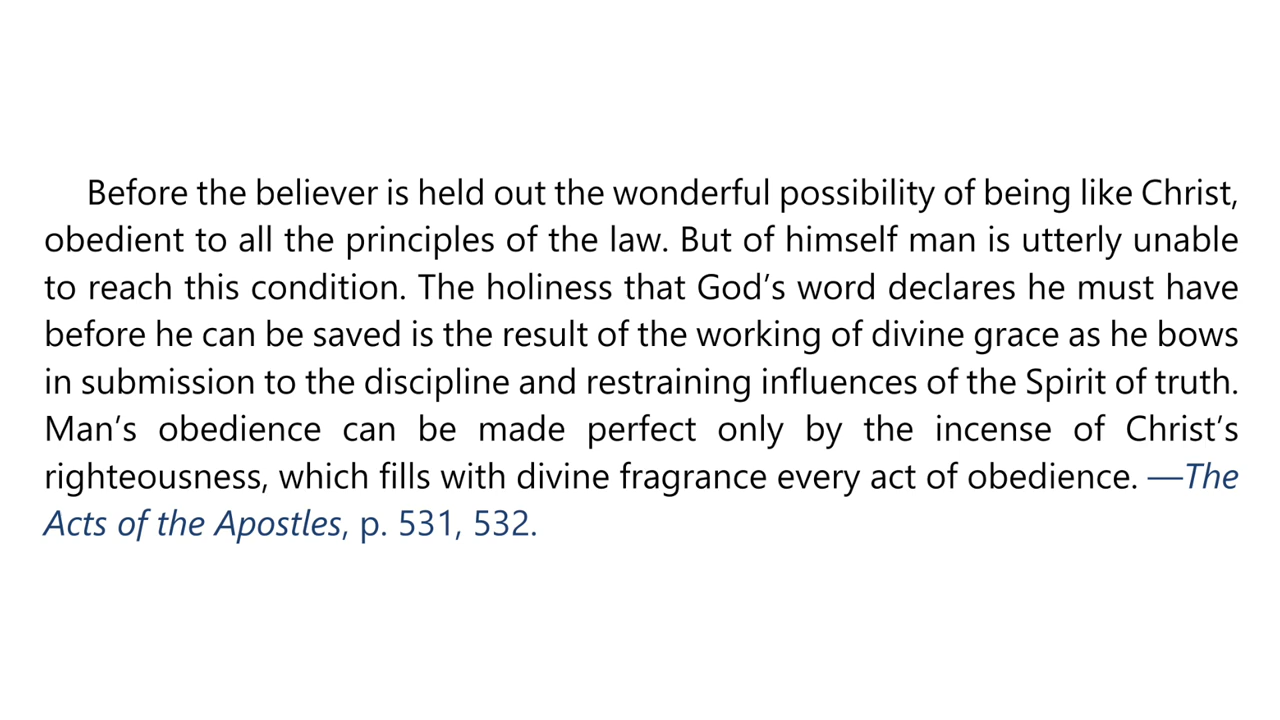 Before the believer is held out the wonderful possibility of being like Christ,
obedient to all the principles of the law. But of himself man is utterly unable
to reach this condition. The holiness that God’s word declares he must have
before he can be saved is the result of the working of divine grace as he bows
in submission to the discipline and restraining influences of the Spirit of truth.
Man’s obedience can be made perfect only by the incense of Christ’s
righteousness, which fills with divine fragrance every act of obedience. —The
Acts of the Apostles, p. 531, 532.